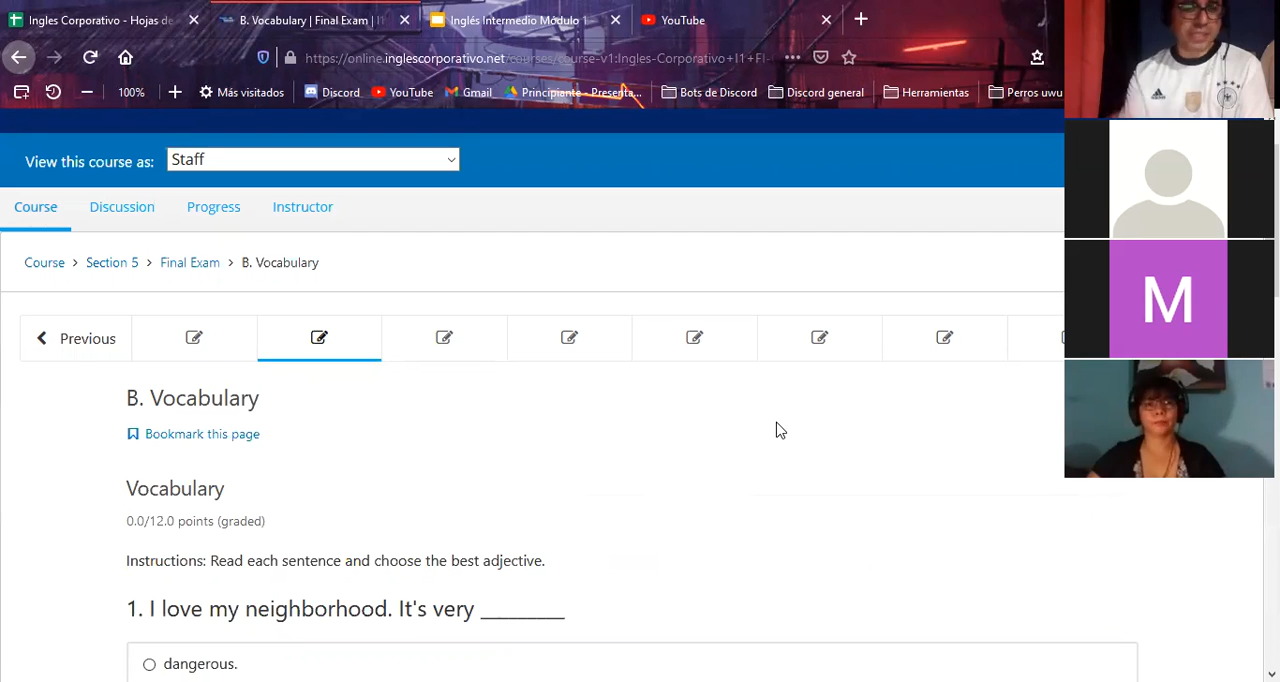 Ingles Corporativo - Hojas de
B. Vocabulary | Final Exam | I
Inglés Intermedio Módulo 1 -
YouTube
https://online.inglescorporativo.net/courses/course-v1:Ingles-Corporativo+I1+FI-
100%
Más visitados
Discord
YouTube
Gmail
Principiante - Presenta...
Bots de Discord
Discord general
Herramientas
Perros uwu
View this course as:
Staff
Course
Discussion
Progress
Instructor
Course > Section 5 > Final Exam > B. Vocabulary
Previous
B. Vocabulary
Bookmark this page
Vocabulary
0.0/12.0 points (graded)
Instructions: Read each sentence and choose the best adjective.
1. I love my neighborhood. It's very ________
dangerous.
M